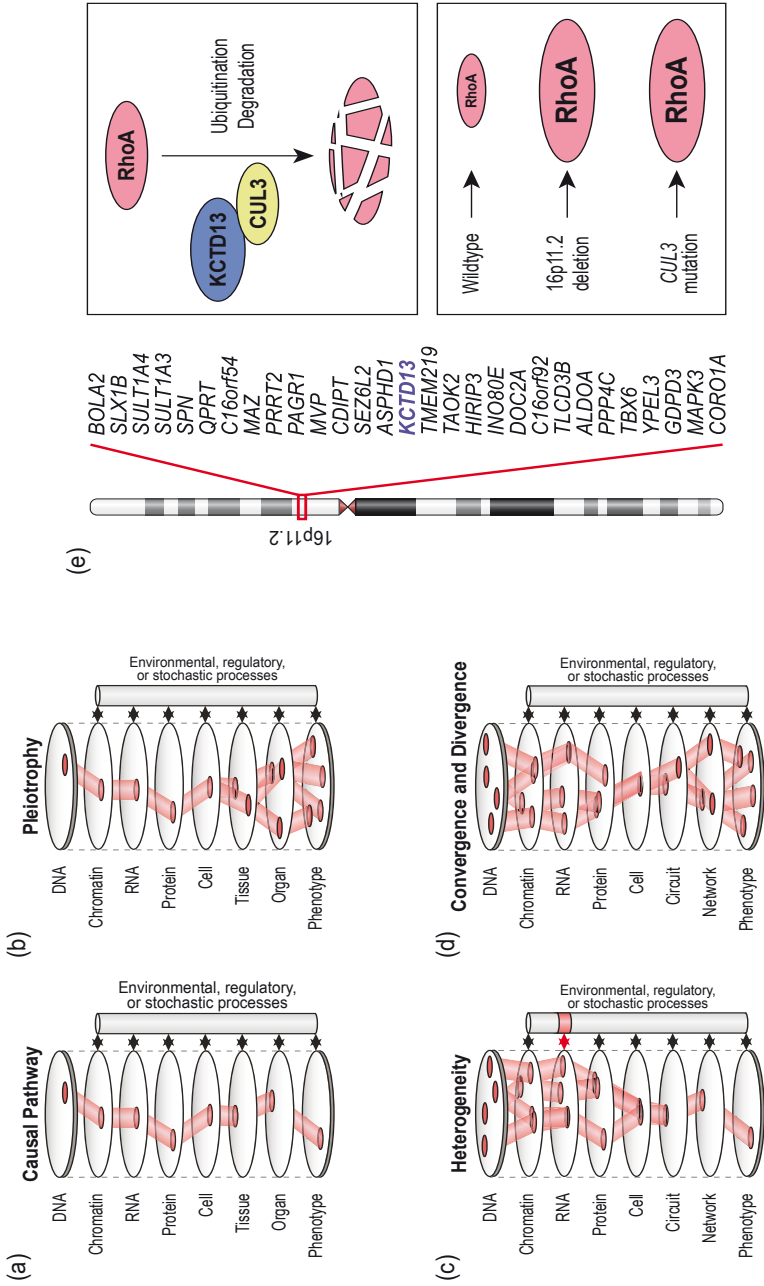 (a)
Causal Pathway
DNA
Chromatin
RNA
Protein
Cell
Tissue
Organ
Phenotype
Environmental, regulatory,
or stochastic processes
(b)
Pleiotrophy
DNA
Chromatin
RNA
Protein
Cell
Tissue
Organ
Phenotype
Environmental, regulatory,
or stochastic processes
(c)
Heterogeneity
DNA
Chromatin
RNA
Protein
Cell
Circuit
Network
Phenotype
Environmental, regulatory,
or stochastic processes
(d)
Convergence and Divergence
DNA
Chromatin
RNA
Protein
Cell
Circuit
Network
Phenotype
Environmental, regulatory,
or stochastic processes
(e)
16p11.2
BOLA2
SLX1B
SULT1A4
SULT1A3
SPN
QPRT
C16orf54
MAZ
PRRT2
PAGR1
MVP
CDIPT
SEZ6L2
ASPHD1
KCTD13
TMEM219
TAOK2
HIRIP3
INO80E
DOC2A
C16orf92
TLCD3B
ALDOA
PPP4C
TBX6
YPEL3
GDPD3
MAPK3
CORO1A
RhoA
KCTD13
CUL3
Ubiquitination
Degradation
Wildtype
RhoA
16p11.2
deletion
RhoA
CUL3
mutation
RhoA